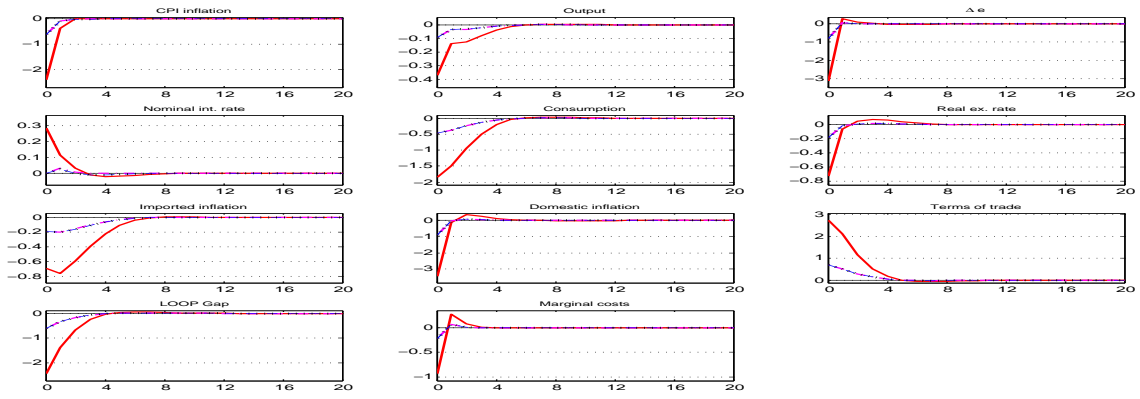 CPI inflation Output Δ e
0 0 0
−1 −0.1 −1
−2 −0.2 −2
−0.3 −3
−0.4
0 4 8 12 16 20 0 4 8 12 16 20 0 4 8 12 16 20
Nominal int. rate Consumption Real ex. rate
0.3 0 0
0.2 −0.5 −0.2
0.1 −1 −0.4
0 −1.5 −0.6
−2 −0.8
0 4 8 12 16 20 0 4 8 12 16 20 0 4 8 12 16 20
Imported inflation Domestic inflation Terms of trade
0 0 3
−0.2 −1 2
−0.4 −2 1
−0.6 −3 0
−0.8
0 4 8 12 16 20 0 4 8 12 16 20 0 4 8 12 16 20
LOOP Gap Marginal costs
0 0
−1 −0.5
−2 −1
0 4 8 12 16 20 0 4 8 12 16 20